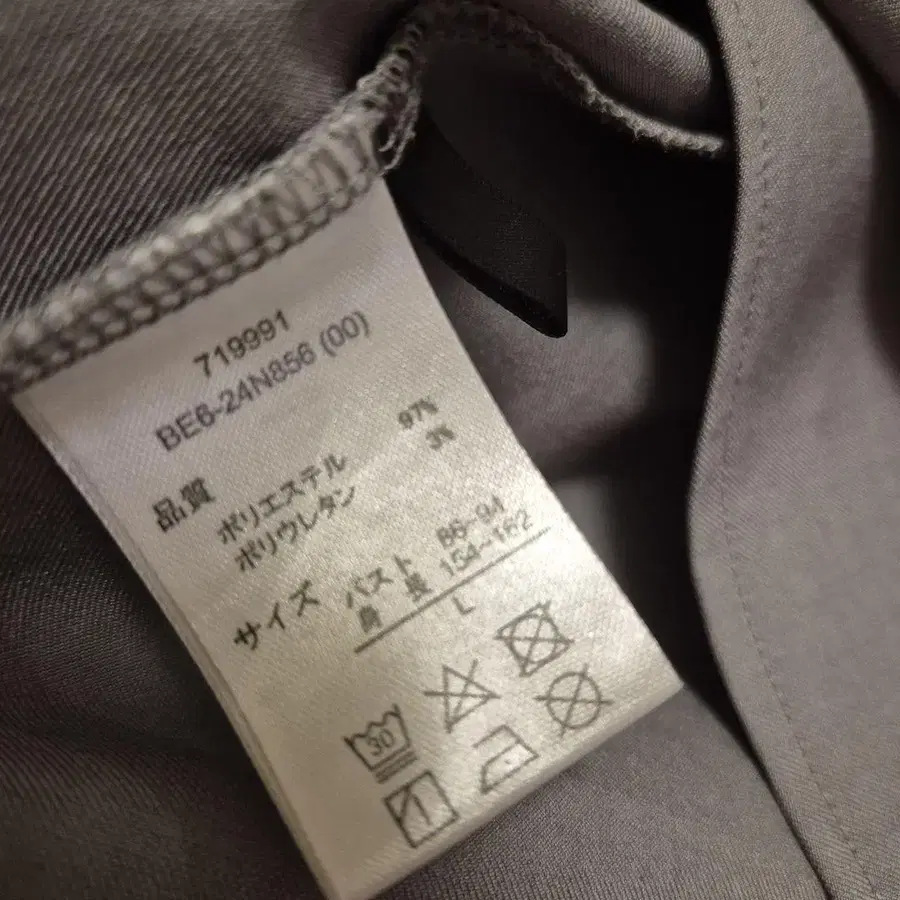 719991
BE6-24N856 (00)
品質 ポリエステル 97%
ポリウレタン 3%
サイズ バスト 86~94
身長 154~162
L
30